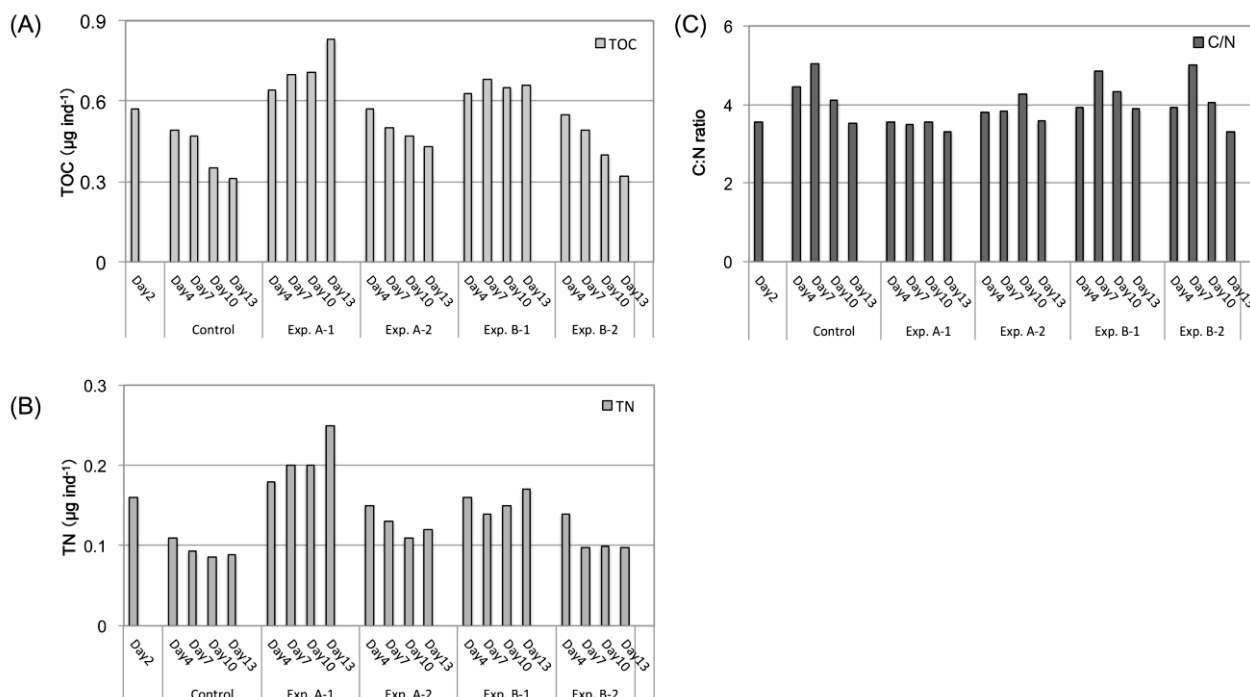 (A)
0.9
TOC
0.6
TOC (µg ind-1)
0.3
0
Day2
Day4
Day7
Day10
Day13
Day4
Day7
Day10
Day13
Day4
Day7
Day10
Day13
Day4
Day7
Day10
Day13
Day4
Day7
Day10
Day13
Control
Exp. A-1
Exp. A-2
Exp. B-1
Exp. B-2
(C)
6
C/N
4
C:N ratio
2
0
Day2
Day4
Day7
Day10
Day13
Day4
Day7
Day10
Day13
Day4
Day7
Day10
Day13
Day4
Day7
Day10
Day13
Day4
Day7
Day10
Day13
Control
Exp. A-1
Exp. A-2
Exp. B-1
Exp. B-2
(B)
0.3
TN
0.2
TN (µg ind-1)
0.1
0
Day2
Day4
Day7
Day10
Day13
Day4
Day7
Day10
Day13
Day4
Day7
Day10
Day13
Day4
Day7
Day10
Day13
Day4
Day7
Day10
Day13
Control
Exp. A-1
Exp. A-2
Exp. B-1
Exp. B-2